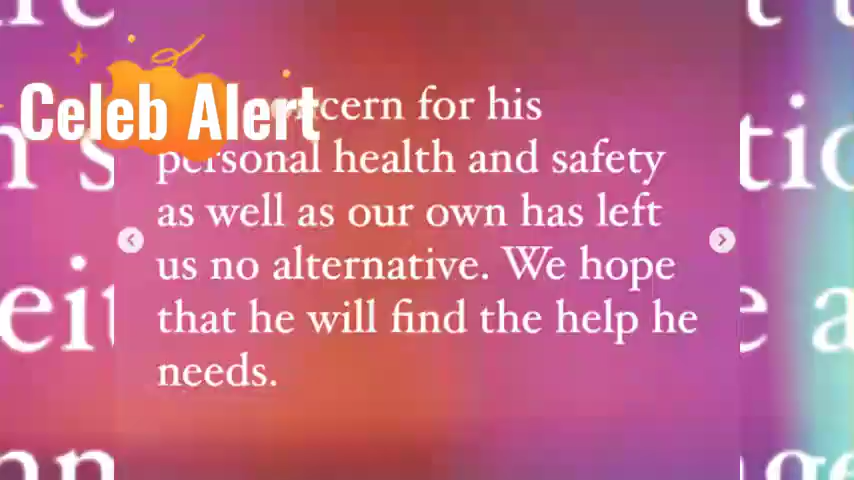 Celeb Alert
concern for his
personal health and safety
as well as our own has left
us no alternative. We hope
that he will find the help he
needs.